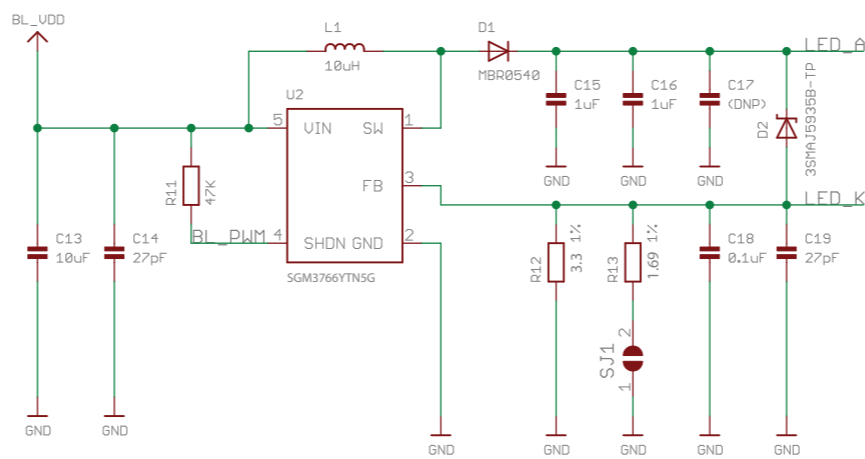 BL_VDD
L1
10uH
D1
MBR0540
LED_A
C15
1uF
C16
1uF
C17
(DNP)
D2
3SMAJ5935B-TP
U2
5
VIN
SW
1
FB
3
4
SHDN
GND
2
SGM3766YTN5G
R11
47K
BL_PWM
GND
GND
GND
GND
LED_K
C13
10uF
C14
27pF
R12
3.3 1%
R13
1.69 1%
C18
0.1uF
C19
27pF
2
SJ1
1
GND
GND
GND
GND
GND
GND
GND